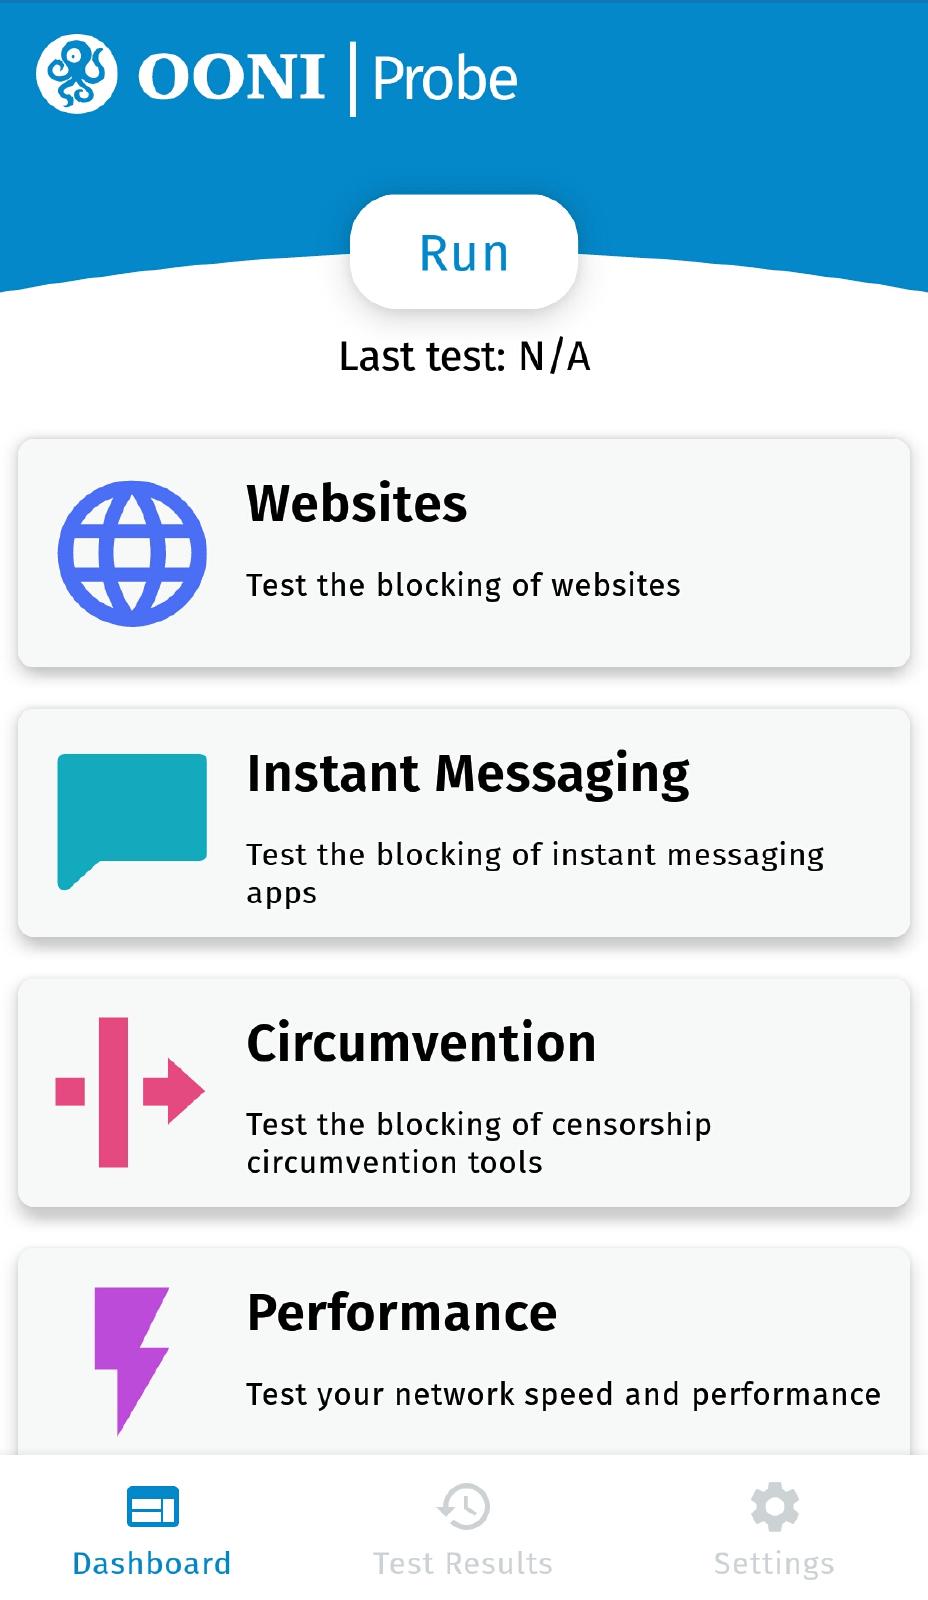 OONI | Probe
Run
Last test: N/A
Websites
Test the blocking of websites
Instant Messaging
Test the blocking of instant messaging
apps
Circumvention
Test the blocking of censorship
circumvention tools
Performance
Test your network speed and performance
Dashboard
Test Results
Settings